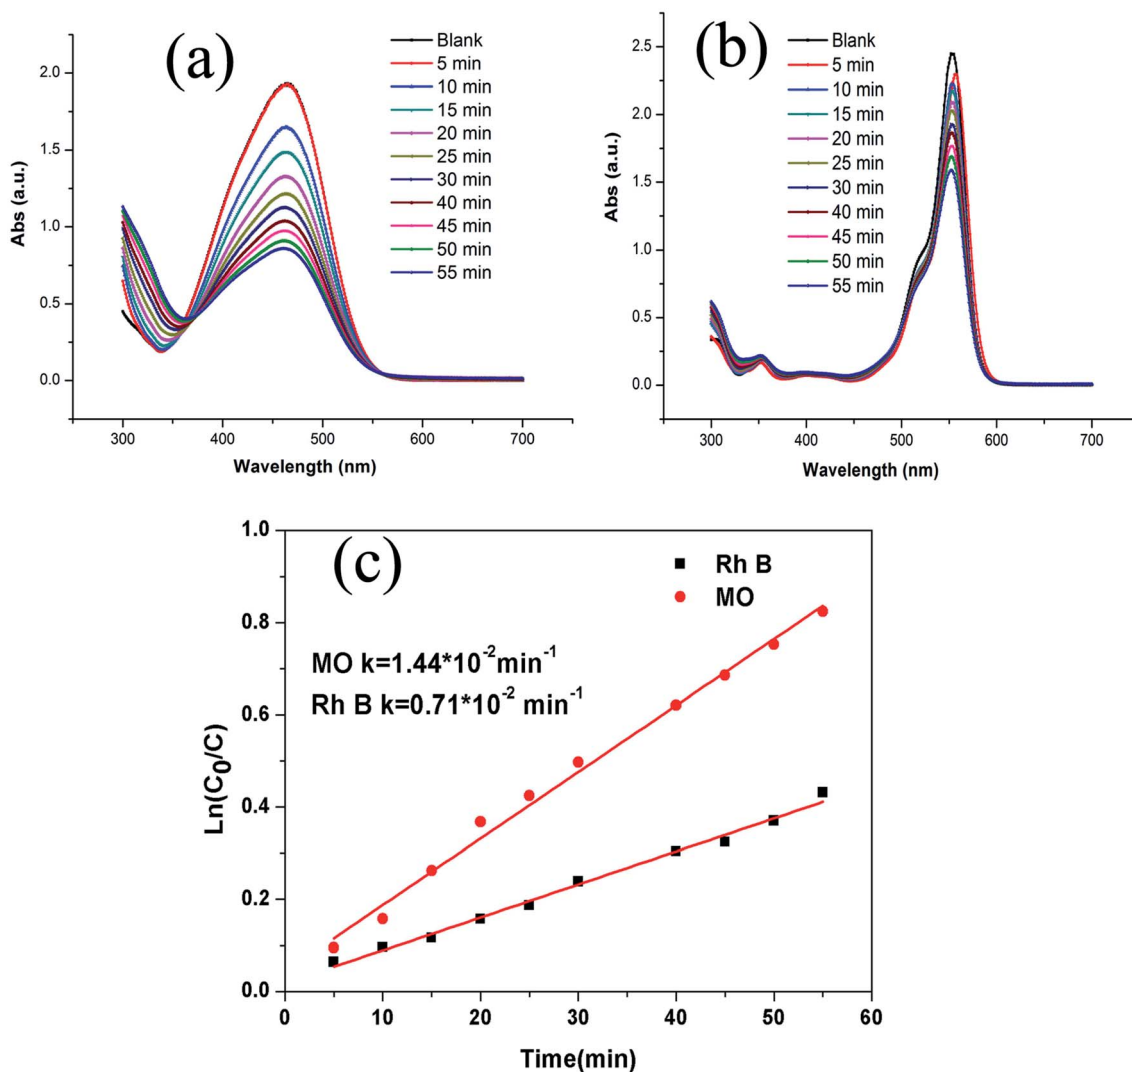 (a)
Blank
5 min
10 min
15 min
20 min
25 min
30 min
40 min
45 min
50 min
55 min
2.0
1.5
1.0
0.5
0.0
Abs (a.u.)
300
400
500
600
700
Wavelength (nm)
(b)
Blank
5 min
10 min
15 min
20 min
25 min
30 min
40 min
45 min
50 min
55 min
2.5
2.0
1.5
1.0
0.5
0.0
Abs (a.u.)
300
400
500
600
700
Wavelength (nm)
(c)
Rh B
MO
MO k=1.44*10⁻²min⁻¹
Rh B k=0.71*10⁻² min⁻¹
1.0
0.8
0.6
0.4
0.2
0.0
Ln(C₀/C)
0
10
20
30
40
50
60
Time(min)